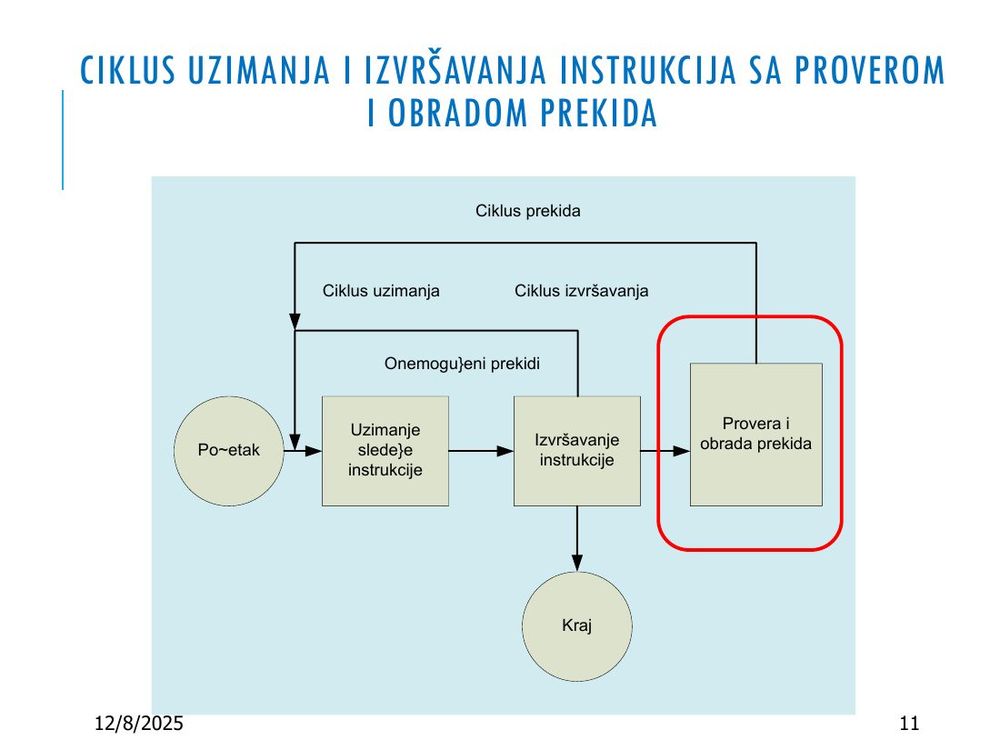 CIKLUS UZIMANJA I IZVRŠAVANJA INSTRUKCIJA SA PROVEROM
I OBRADOM PREKIDA
Ciklus prekida
Ciklus uzimanja
Ciklus izvršavanja
Onemogu}eni prekidi
Po~etak
Uzimanje
slede}e
instrukcije
Izvršavanje
instrukcije
Provera i
obrada prekida
Kraj
12/8/2025
11